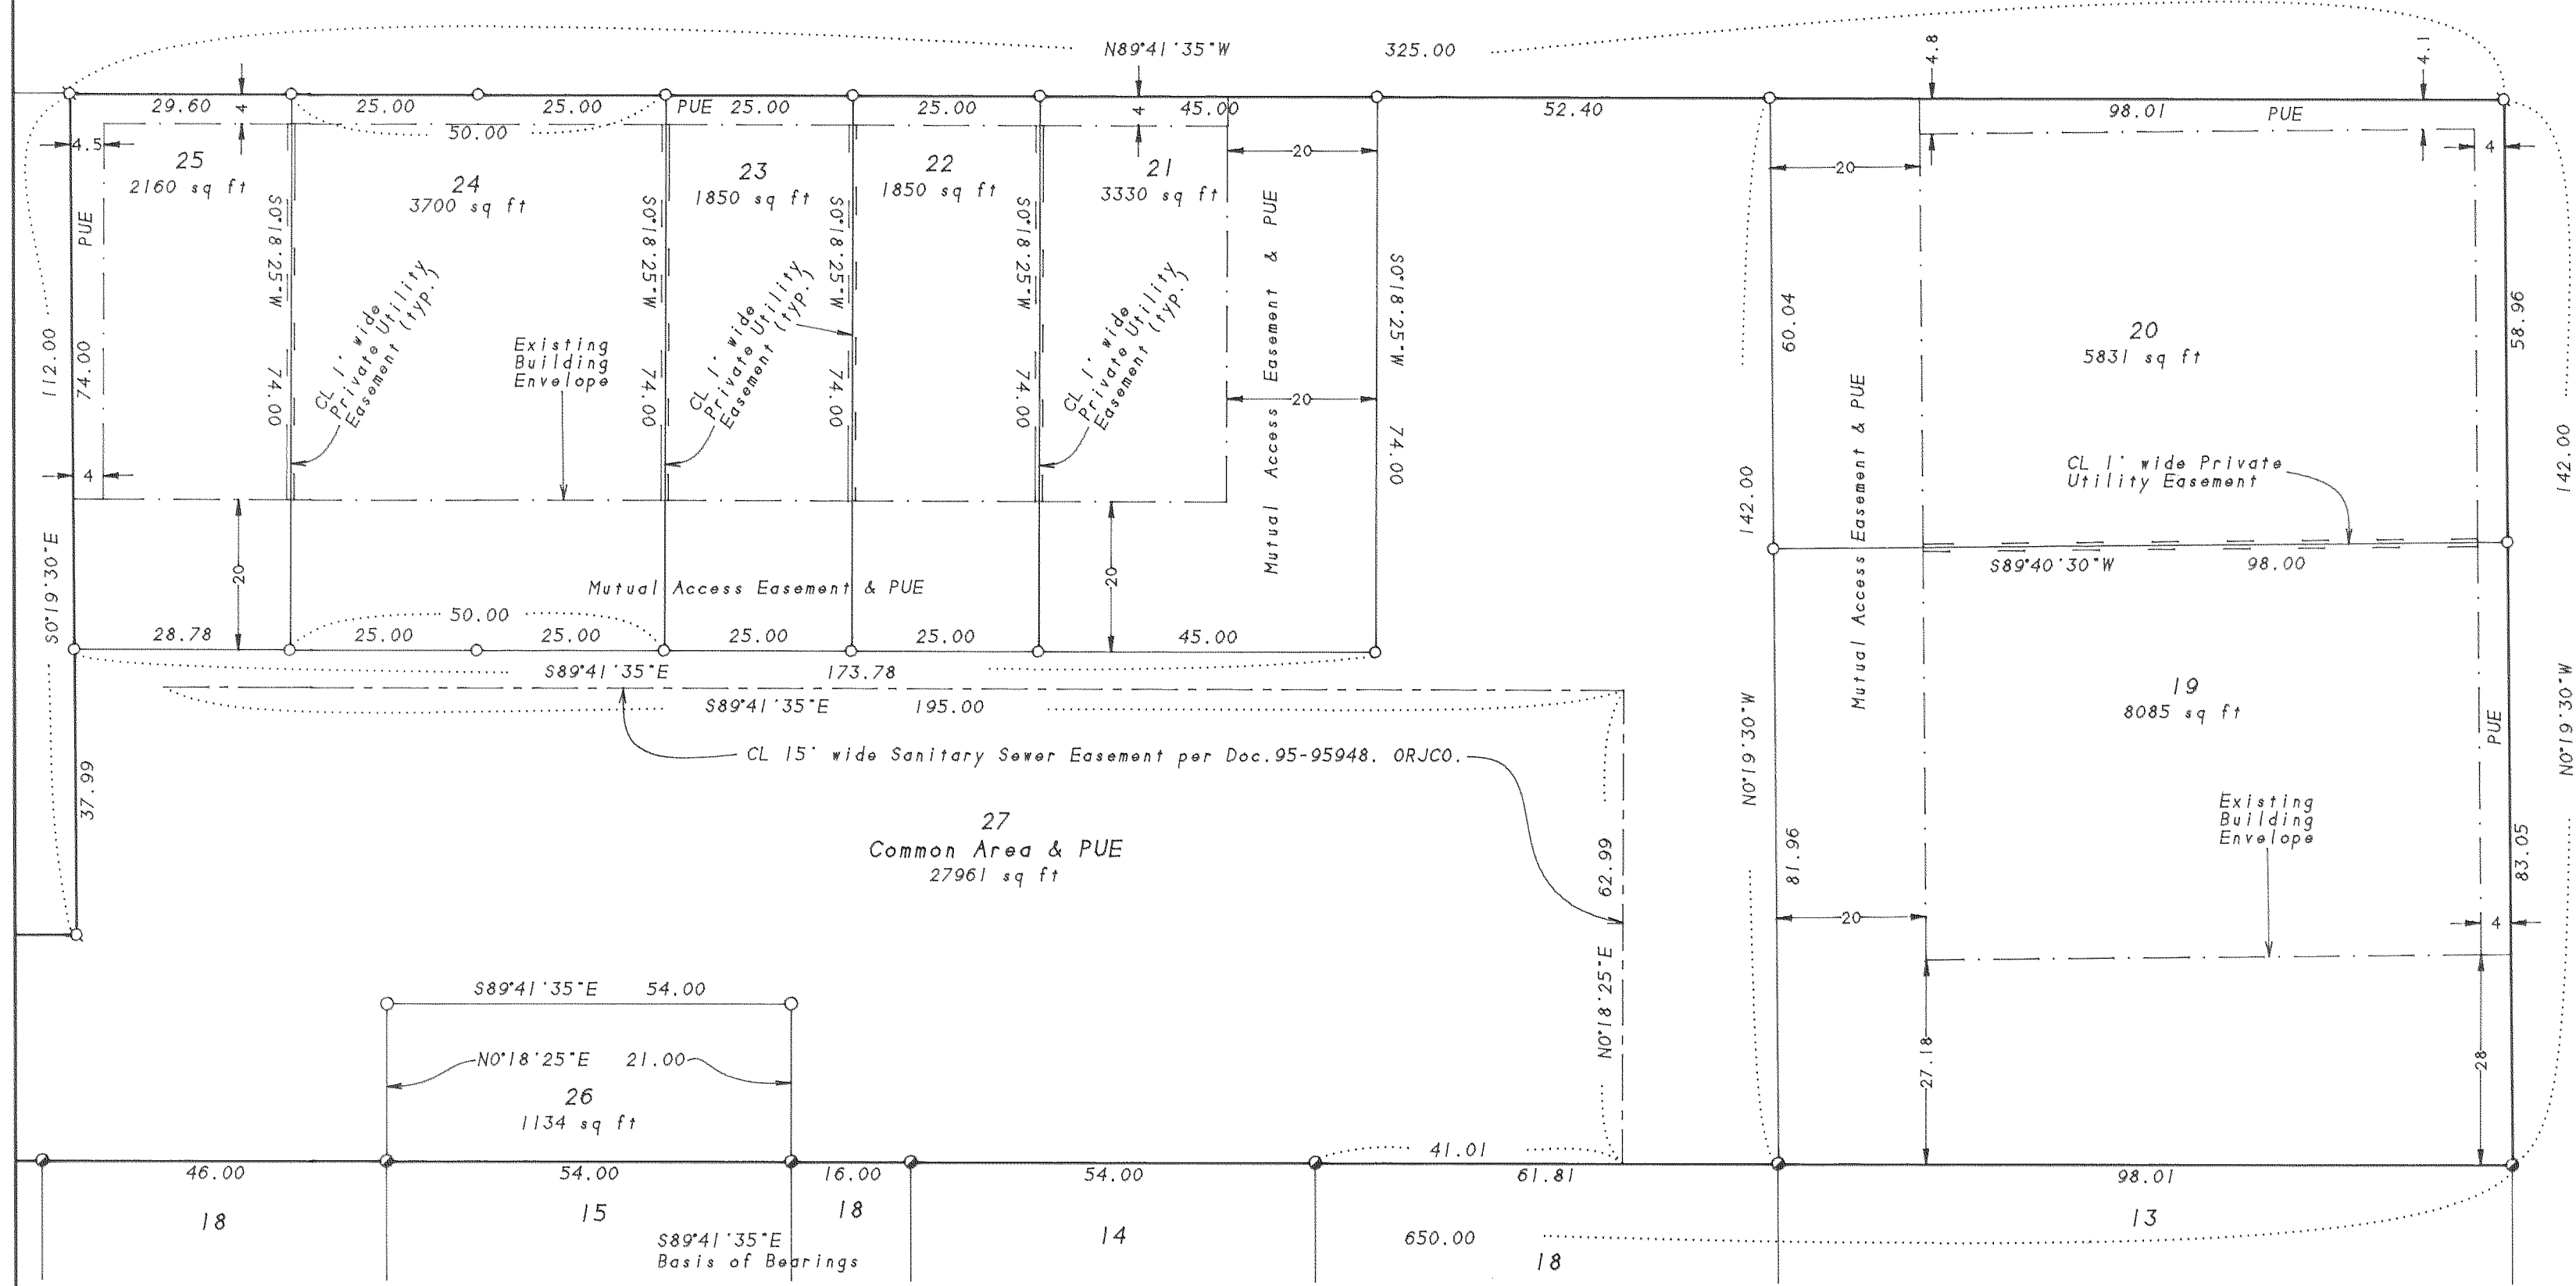 N89°41'35"W 325.00
4.8
4.1
29.60
4
25.00
25.00
PUE 25.00
25.00
4
45.00
52.40
98.01 PUE
50.00
4.5
20
20
4
25
2160 sq ft
24
3700 sq ft
23
1850 sq ft
22
1850 sq ft
21
3330 sq ft
PUE
S0°18'25"W 74.00
S0°18'25"W 74.00
S0°18'25"W 74.00
S0°18'25"W 74.00
Mutual Access Easement & PUE
S0°18'25"W 74.00
CL 1' wide
Private Utility
Easement (typ.)
CL 1' wide
Private Utility
Easement (typ.)
CL 1' wide
Private Utility
Easement (typ.)
Existing
Building
Envelope
112.00
74.00
20
60.04
20
5831 sq ft
58.96
142.00
Mutual Access Easement & PUE
CL 1' wide Private
Utility Easement
142.00
4
S0°19'30"E
20
20
Mutual Access Easement & PUE
S89°40'30"W 98.00
50.00
28.78
25.00
25.00
25.00
25.00
45.00
S89°41'35"E 173.78
S89°41'35"E 195.00
19
8085 sq ft
PUE
N0°19'30"W
N0°19'30"W
CL 15' wide Sanitary Sewer Easement per Doc.95-95948. ORJCO.
37.99
27
Common Area & PUE
27961 sq ft
62.99
N0°18'25"E
81.96
Existing
Building
Envelope
83.05
20
4
S89°41'35"E 54.00
N0°18'25"E 21.00
26
1134 sq ft
27.18
28
41.01
46.00
54.00
16.00
54.00
61.81
98.01
18
15
18
14
13
S89°41'35"E
Basis of Bearings
650.00
18